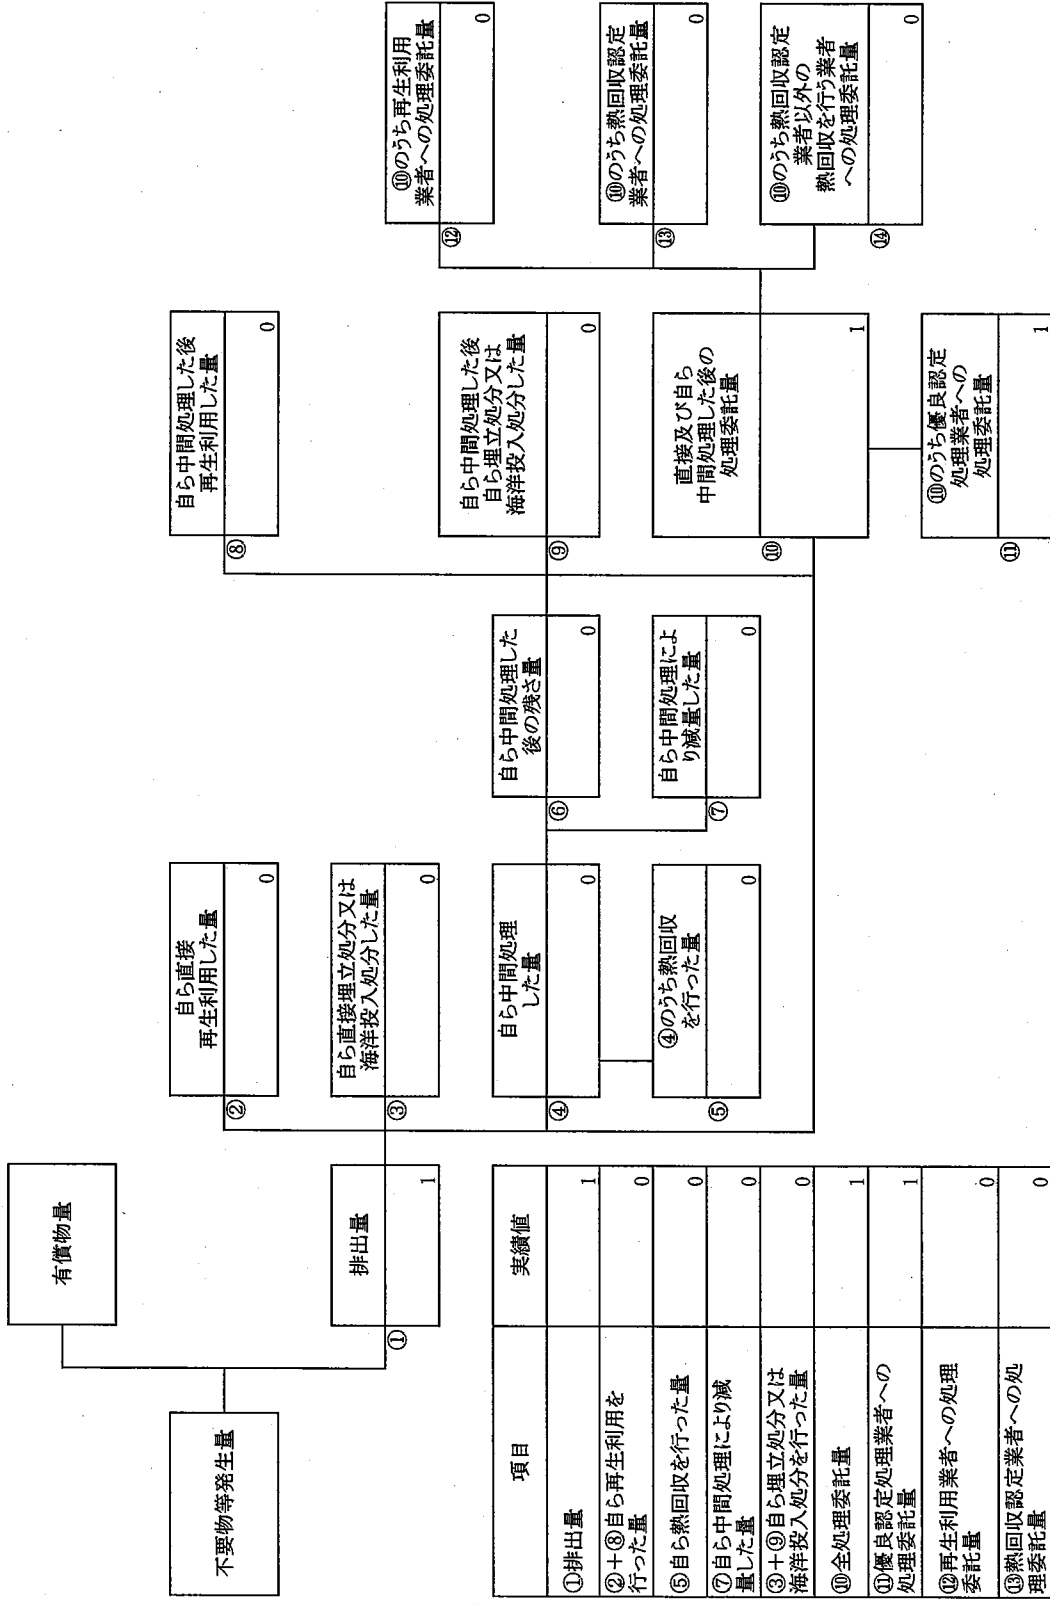 有償物量
不要物等発生量
排出量
①
1
自ら直接
再生利用した量
②
0
自ら直接埋立処分又は
海洋投入処分した量
③
0
自ら中間処理
した量
④
0
④のうち熱回収
を行った量
⑤
0
自ら中間処理した
後の残さ量
⑥
0
自ら中間処理によ
り減量した量
⑦
0
自ら中間処理した後
再生利用した量
⑧
0
自ら中間処理した後
自ら埋立処分又は
海洋投入処分した量
⑨
0
直接及び自ら
中間処理した後の
処理委託量
⑩
1
⑩のうち優良認定
処理業者への
処理委託量
⑪
1
⑩のうち再生利用
業者への処理委託量
⑫
0
⑩のうち熱回収認定
業者への処理委託量
⑬
0
⑩のうち熱回収認定
業者以外の
熱回収を行う業者
への処理委託量
⑭
0
項目 実績値
①排出量 1
②+⑧自ら再生利用を
行った量 0
⑤自ら熱回収を行った量 0
⑦自ら中間処理により減
量した量 0
③+⑨自ら埋立処分又は
海洋投入処分を行った量 0
⑩全処理委託量 1
⑪優良認定処理業者への
処理委託量 1
⑫再生利用業者への処理
委託量 0
⑬熱回収認定業者への処
理委託量 0